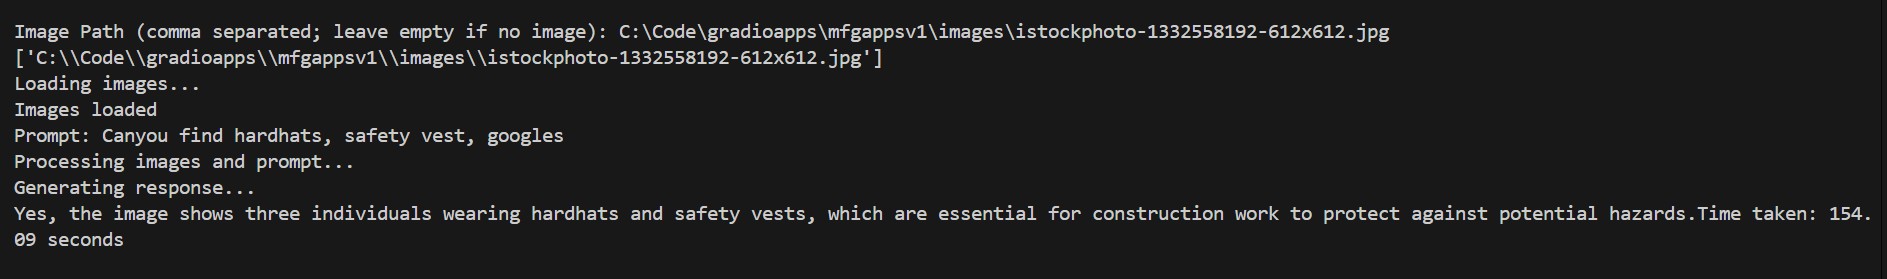 Image Path (comma separated; leave empty if no image): C:\Code\gradioapps\mfgappsv1\images\istockphoto-1332558192-612x612.jpg
['C:\\Code\\gradioapps\\mfgappsv1\\images\\istockphoto-1332558192-612x612.jpg']
Loading images...
Images loaded
Prompt: Canyou find hardhats, safety vest, googles
Processing images and prompt...
Generating response...
Yes, the image shows three individuals wearing hardhats and safety vests, which are essential for construction work to protect against potential hazards.Time taken: 154.
09 seconds